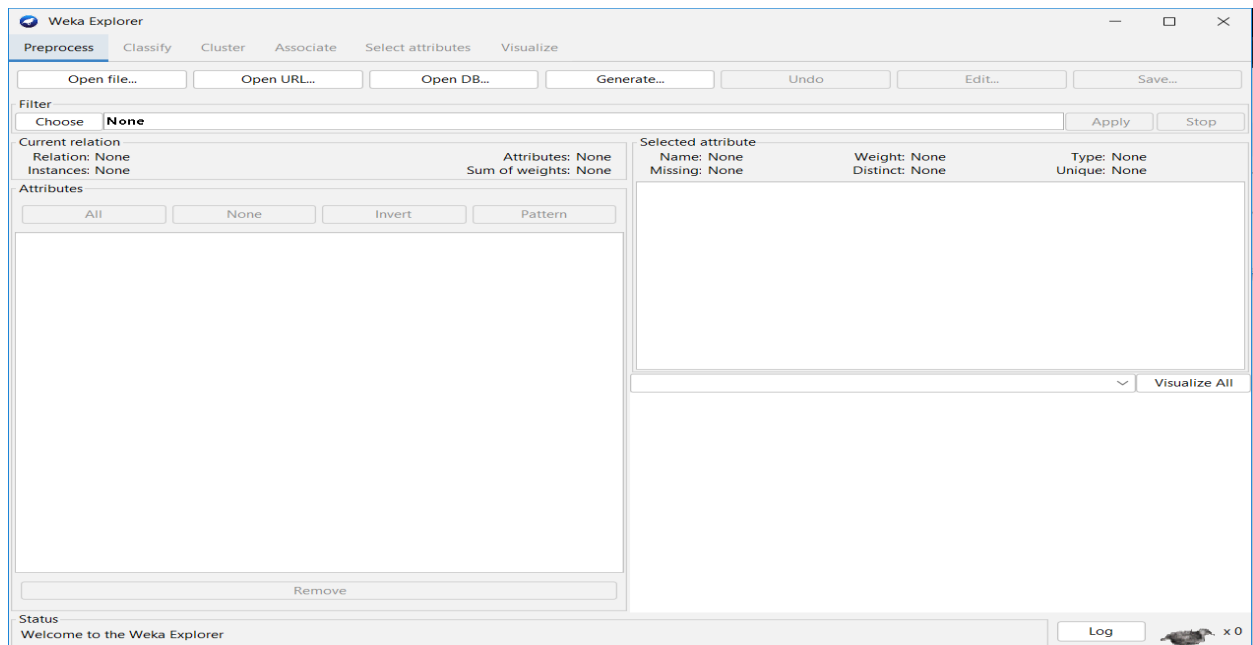 Weka Explorer
Preprocess Classify Cluster Associate Select attributes Visualize
Open file... Open URL... Open DB... Generate... Undo Edit... Save...
Filter
Choose None Apply Stop
Current relation
Relation: None Attributes: None
Instances: None Sum of weights: None
Selected attribute
Name: None Weight: None Type: None
Missing: None Distinct: None Unique: None
Attributes
All None Invert Pattern
Visualize All
Remove
Status
Welcome to the Weka Explorer
Log x 0